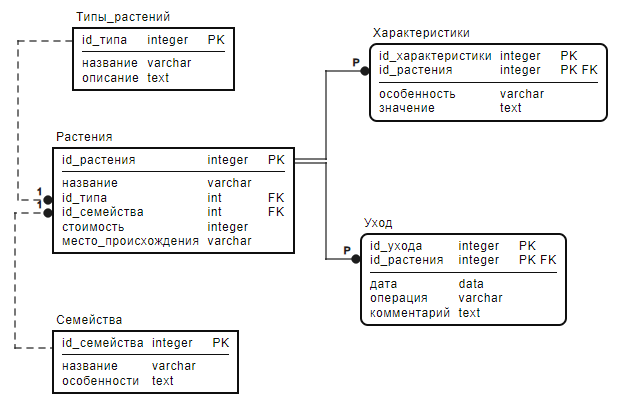 Типы_растений
id_типа integer PK
название varchar
описание text
Характеристики
id_характеристики integer PK
id_растения integer PK FK
особенность varchar
значение text
P
Растения
id_растения integer PK
название varchar
id_типа int FK
id_семейства int FK
стоимость integer
место_происхождения varchar
1
1
P
Уход
id_ухода integer PK
id_растения integer PK FK
дата data
операция varchar
комментарий text
Семейства
id_семейства integer PK
название varchar
особенности text